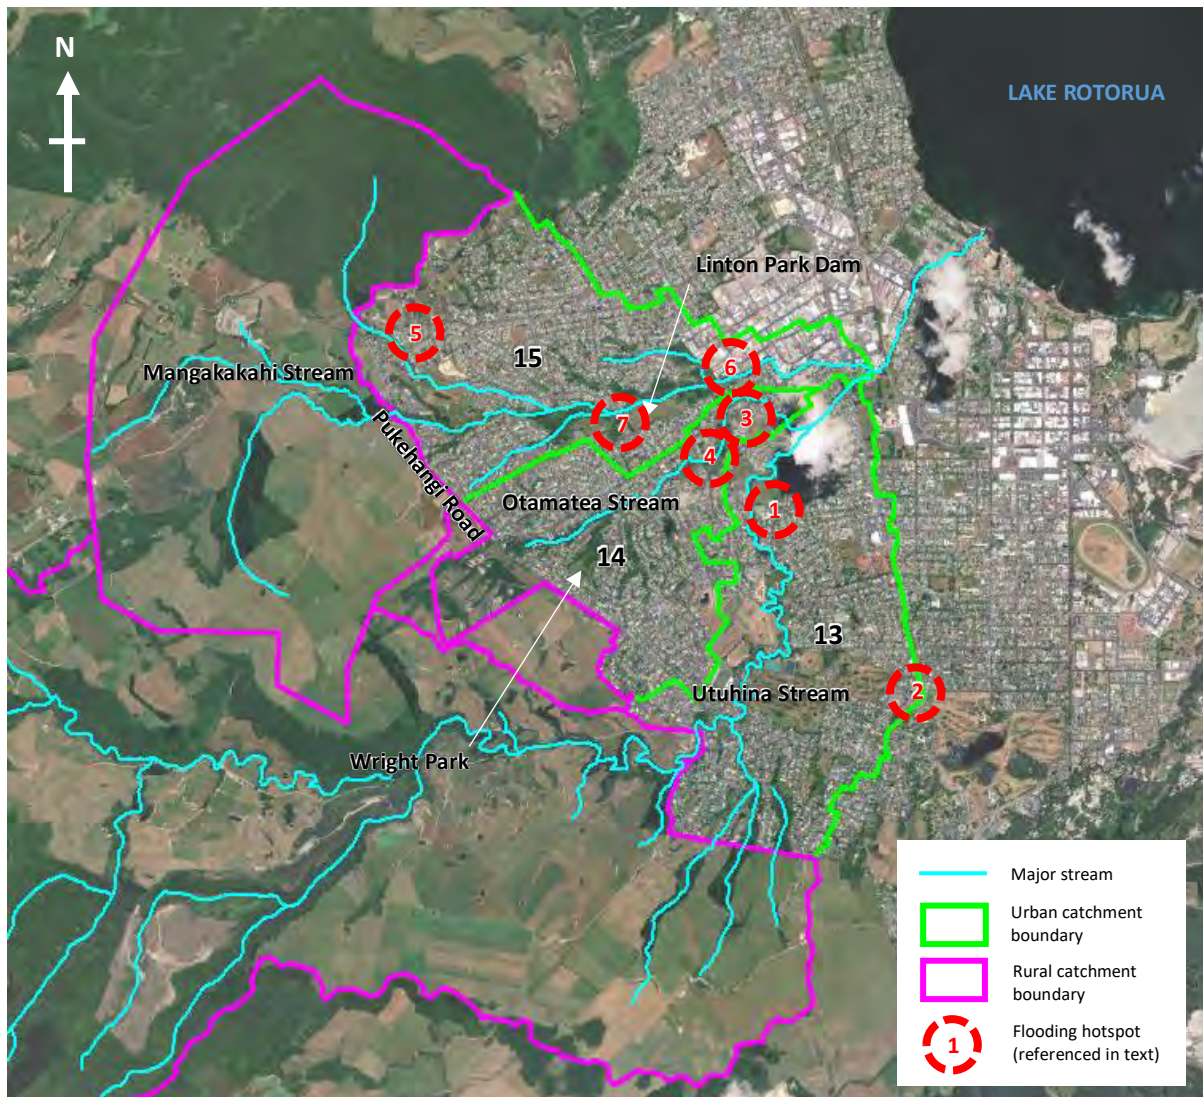 N
LAKE ROTORUA
Linton Park Dam
5
15
6
Mangakakahi Stream
7
3
4
Pukehangi Road
Otamatea Stream
1
14
13
Utuhina Stream
2
Wright Park
Major stream
Urban catchment
boundary
Rural catchment
boundary
1
Flooding hotspot
(referenced in text)